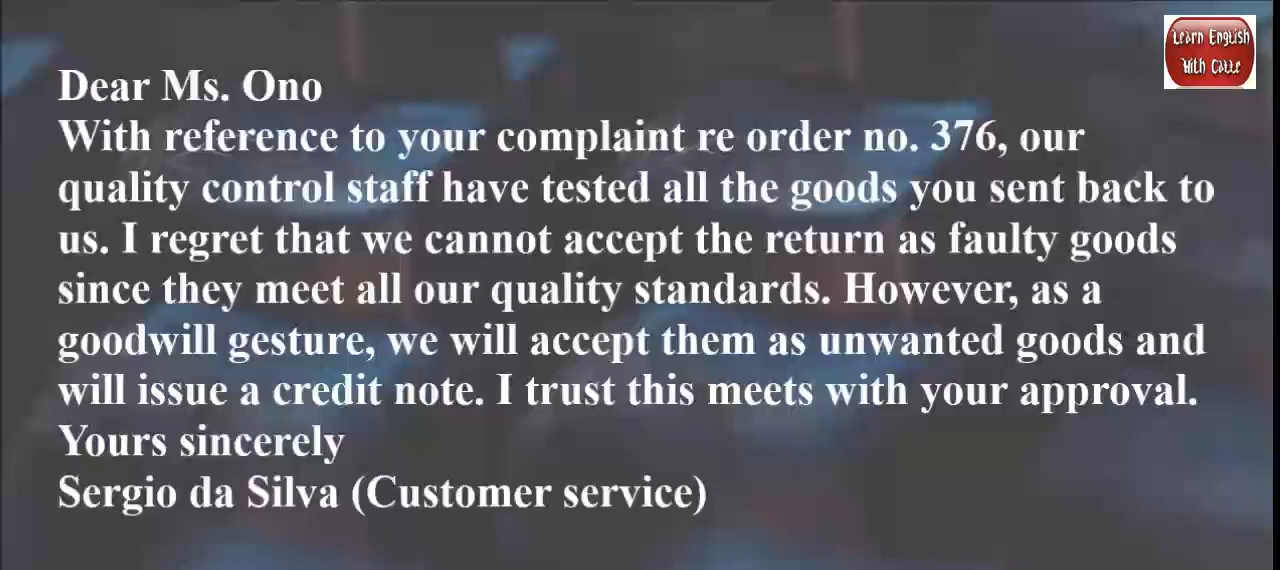 Learn English
With Catte
Dear Ms. Ono
With reference to your complaint re order no. 376, our
quality control staff have tested all the goods you sent back to
us. I regret that we cannot accept the return as faulty goods
since they meet all our quality standards. However, as a
goodwill gesture, we will accept them as unwanted goods and
will issue a credit note. I trust this meets with your approval.
Yours sincerely
Sergio da Silva (Customer service)